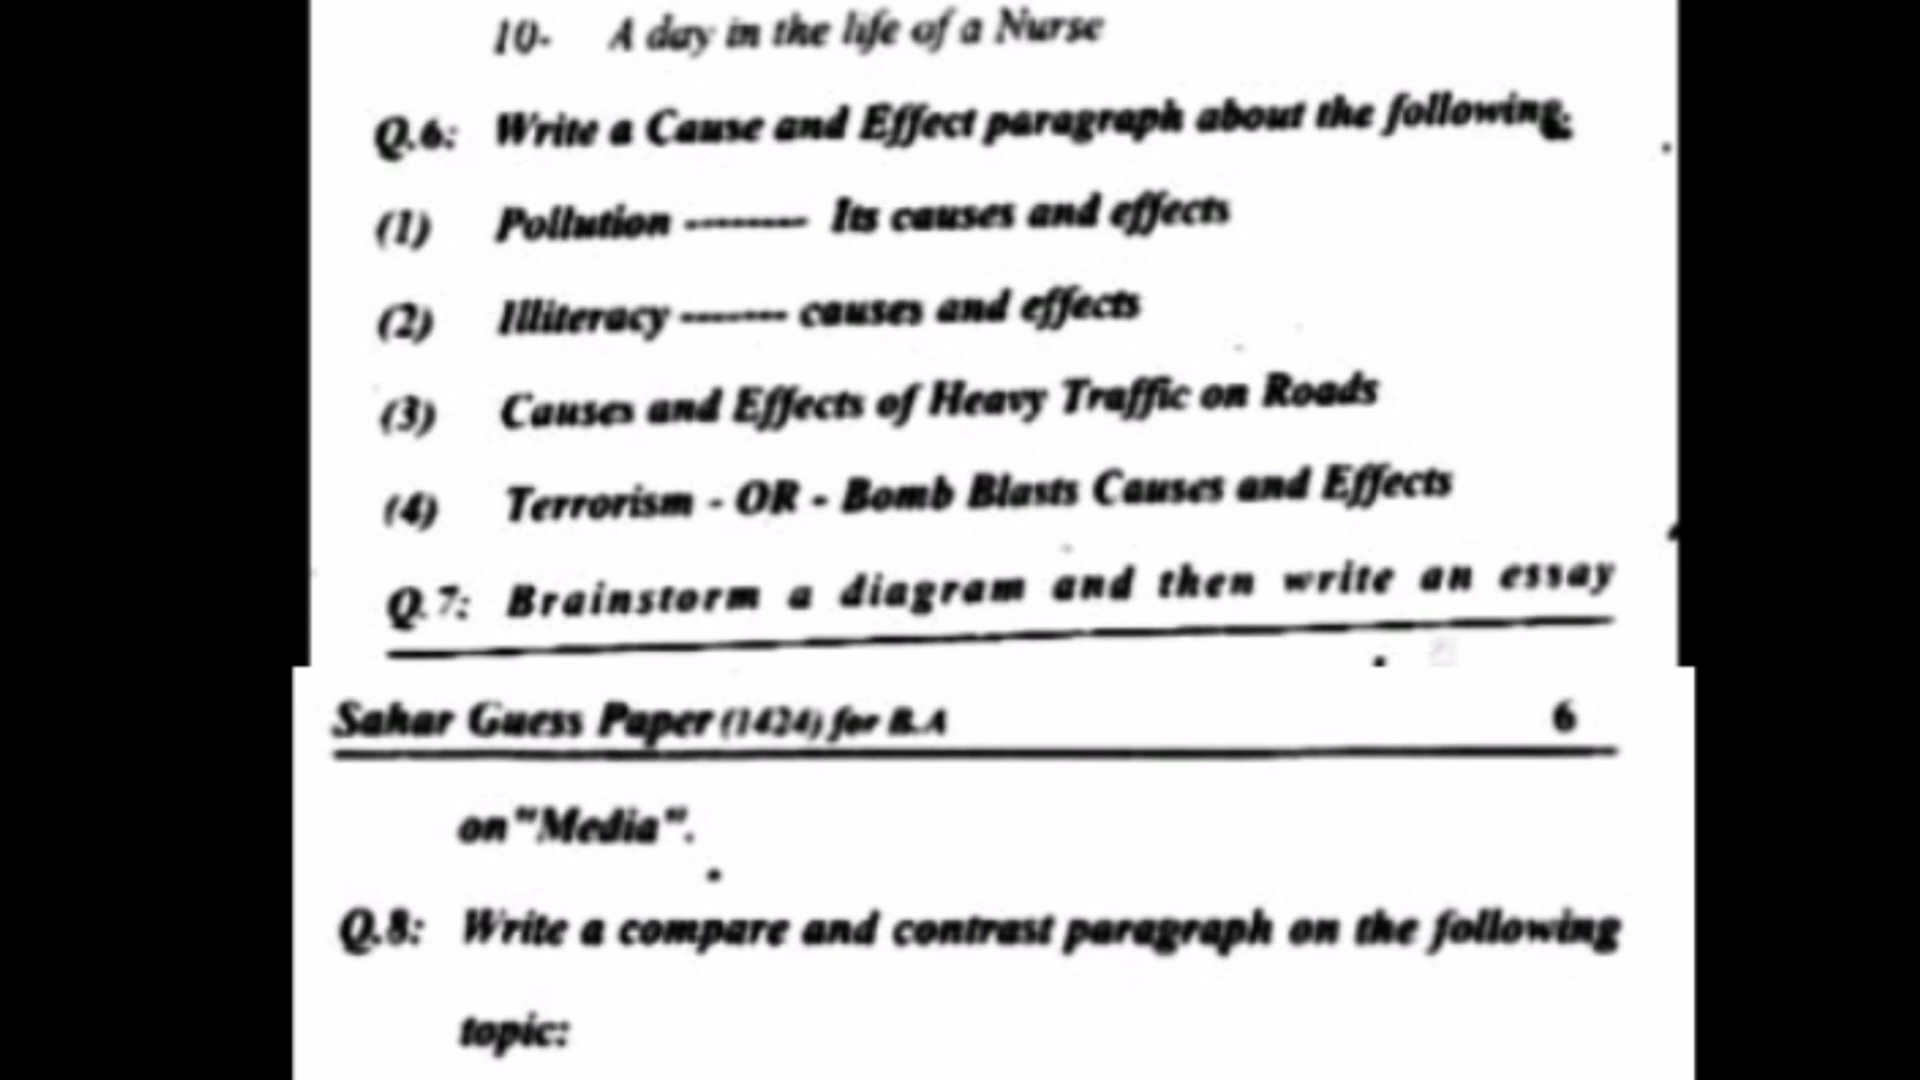 10- A day in the life of a Nurse
Q.6: Write a Cause and Effect paragraph about the following.
(1) Pollution -------- Its causes and effects
(2) Illiteracy ------- causes and effects
(3) Causes and Effects of Heavy Traffic on Roads
(4) Terrorism - OR - Bomb Blasts Causes and Effects
Q.7: Brainstorm a diagram and then write an essay
Sahar Guess Paper (1424) for B.A 6
on "Media".
Q.8: Write a compare and contrast paragraph on the following
topic: